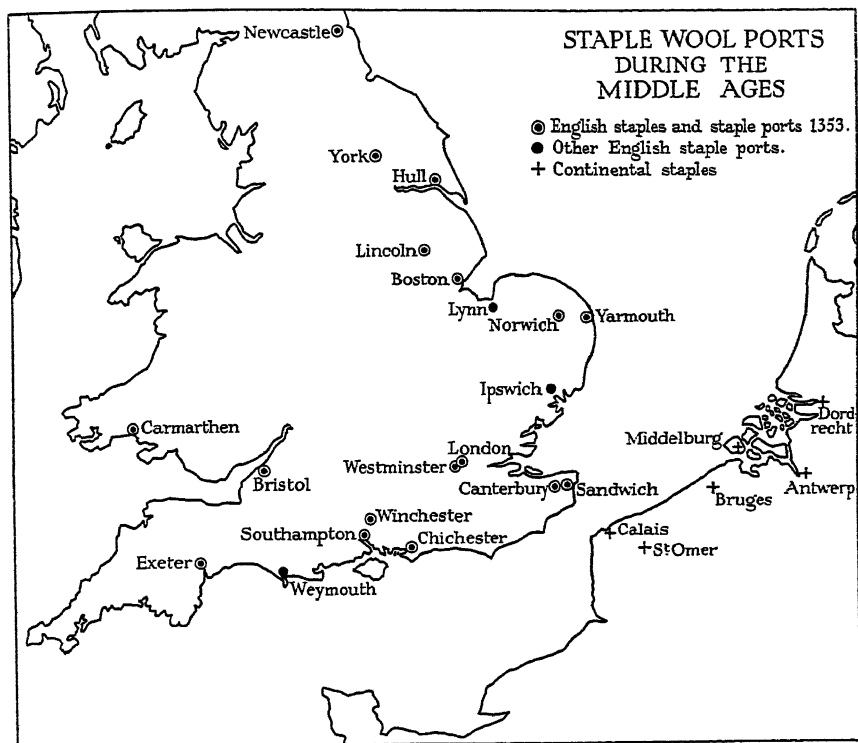 STAPLE WOOL PORTS
DURING THE
MIDDLE AGES
English staples and staple ports 1353.
Other English staple ports.
Continental staples
Newcastle
York
Hull
Lincoln
Boston
Lynn
Norwich
Yarmouth
Ipswich
Carmarthen
Bristol
London
Westminster
Canterbury
Sandwich
Winchester
Southampton
Chichester
Exeter
Weymouth
Middelburg
Dord
recht
Bruges
Antwerp
Calais
St Omer